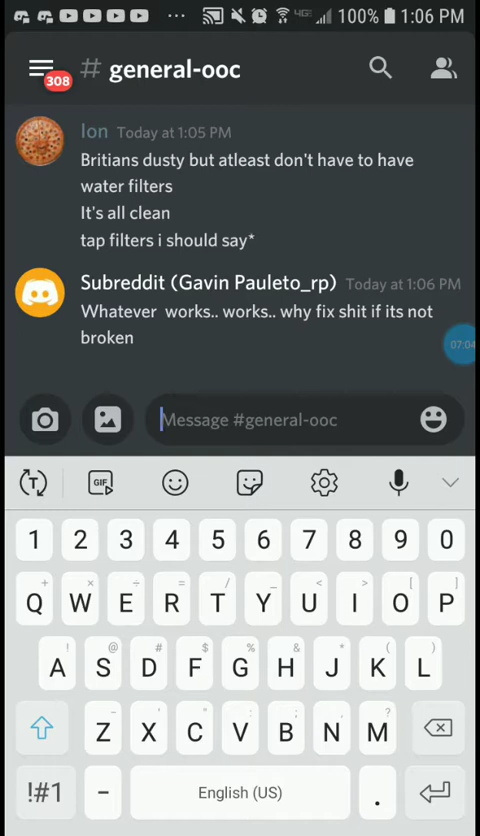 100% 1:06 PM
308 # general-ooc
Ion Today at 1:05 PM
Britians dusty but atleast don't have to have
water filters
It's all clean
tap filters i should say*
Subreddit (Gavin Pauleto_rp) Today at 1:06 PM
Whatever works.. works.. why fix shit if its not
broken
07:04
Message #general-ooc
T GIF
1 2 3 4 5 6 7 8 9 0
+ × ÷ = / _ < > [ ]
Q W E R T Y U I O P
! @ # $ % & * ( )
A S D F G H J K L
- ' " : ; , ?
Z X C V B N M
!#1 - English (US) .